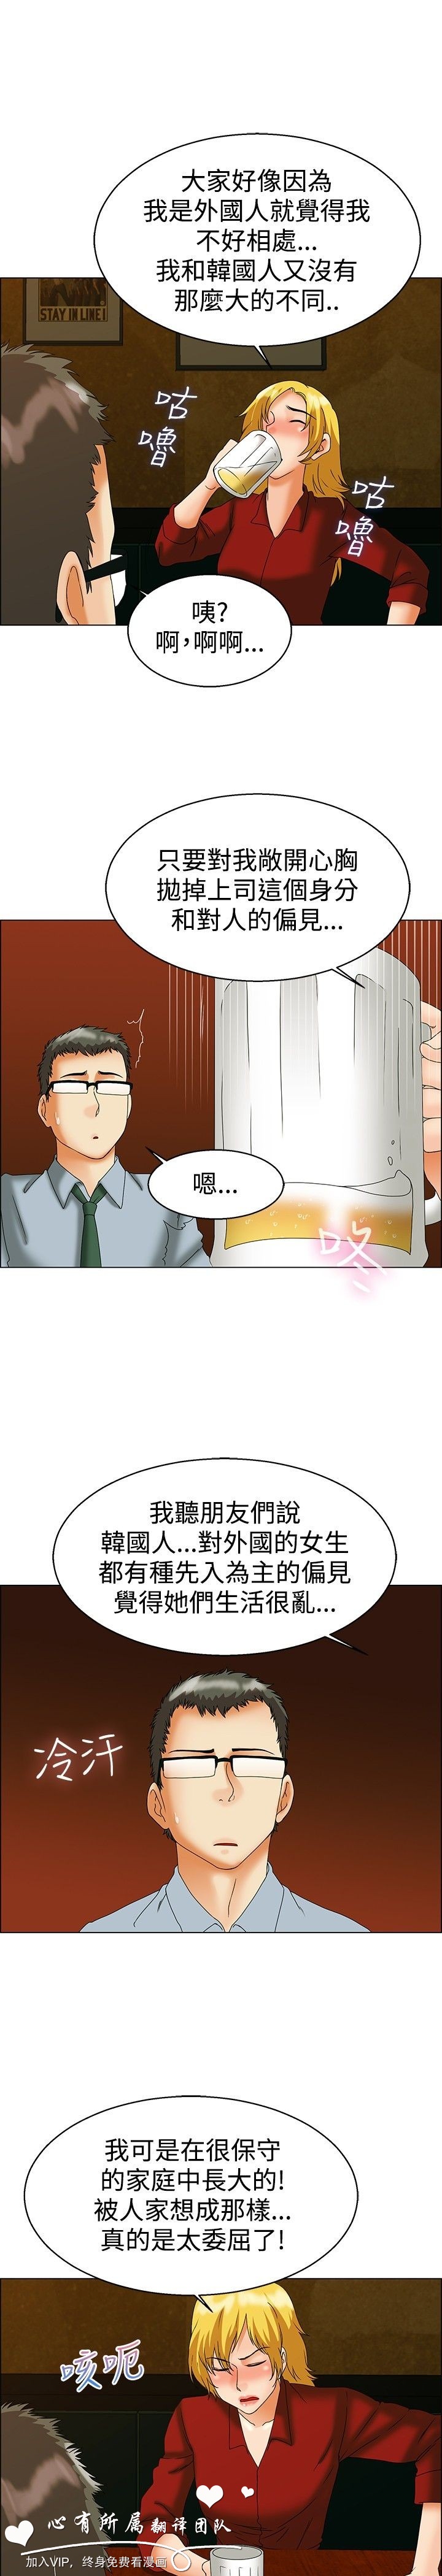 大家好像因為
我是外國人就覺得我
不好相處...
我和韓國人又沒有
那麼大的不同..
STAY IN LINE!
咕
嚕
咕
嚕
咦?
啊,啊啊...
只要對我敞開心胸
拋掉上司這個身分
和對人的偏見...
嗯...
咚
我聽朋友們說
韓國人...對外國的女生
都有種先入為主的偏見
覺得她們生活很亂...
冷汗
我可是在很保守
的家庭中長大的!
被人家想成那樣...
真的是太委屈了!
咳呃
心有所属翻译团队
加入VIP，终身免费看漫画